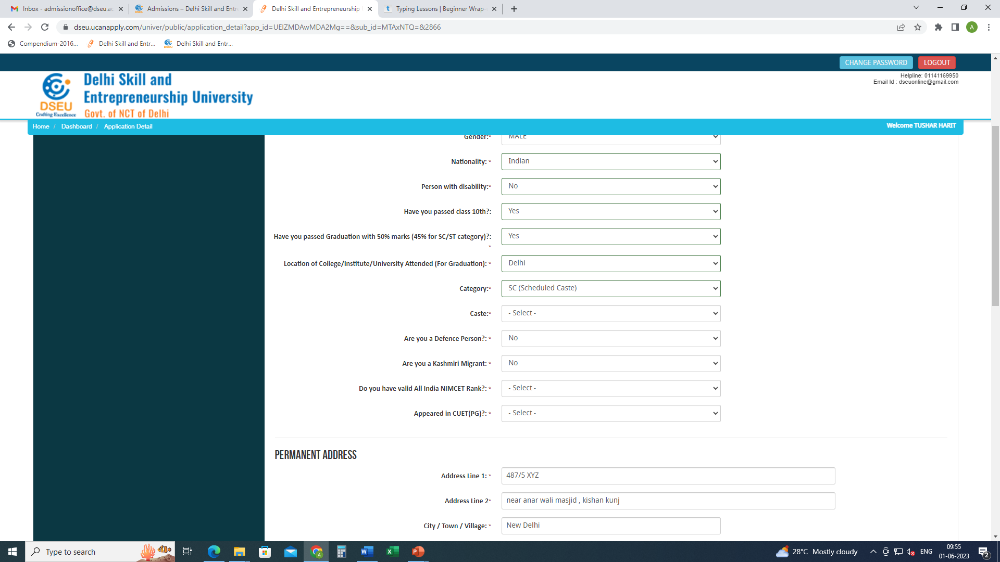 Inbox - admissionoffice@dseu.ac
Admissions – Delhi Skill and Entr
Delhi Skill and Entrepreneurship
Typing Lessons | Beginner Wrap-
dseu.ucanapply.com/univer/public/application_detail?app_id=UEIZMDAwMDA2Mg==&sub_id=MTAxNTQ=&2866
A
Compendium-2016...
Delhi Skill and Entr...
Delhi Skill and Entr...
CHANGE PASSWORD
LOGOUT
Helpline: 01141169950
Email Id : dseuonline@gmail.com
DSEU
Crafting Excellence
Delhi Skill and
Entrepreneurship University
Govt. of NCT of Delhi
Home / Dashboard / Application Detail
Welcome TUSHAR HARIT
Gender:* MALE
Nationality: * Indian
Person with disability:* No
Have you passed class 10th?: Yes
Have you passed Graduation with 50% marks (45% for SC/ST category)?: Yes
*
Location of College/Institute/University Attended (For Graduation): * Delhi
Category:* SC (Scheduled Caste)
Caste:* - Select -
Are you a Defence Person?: * No
Are you a Kashmiri Migrant: * No
Do you have valid All India NIMCET Rank?: * - Select -
Appeared in CUET(PG)?: * - Select -
PERMANENT ADDRESS
Address Line 1: * 487/5 XYZ
Address Line 2* near anar wali masjid , kishan kunj
City / Town / Village: * New Delhi
Type to search
28°C Mostly cloudy
ENG
09:55
01-06-2023
2